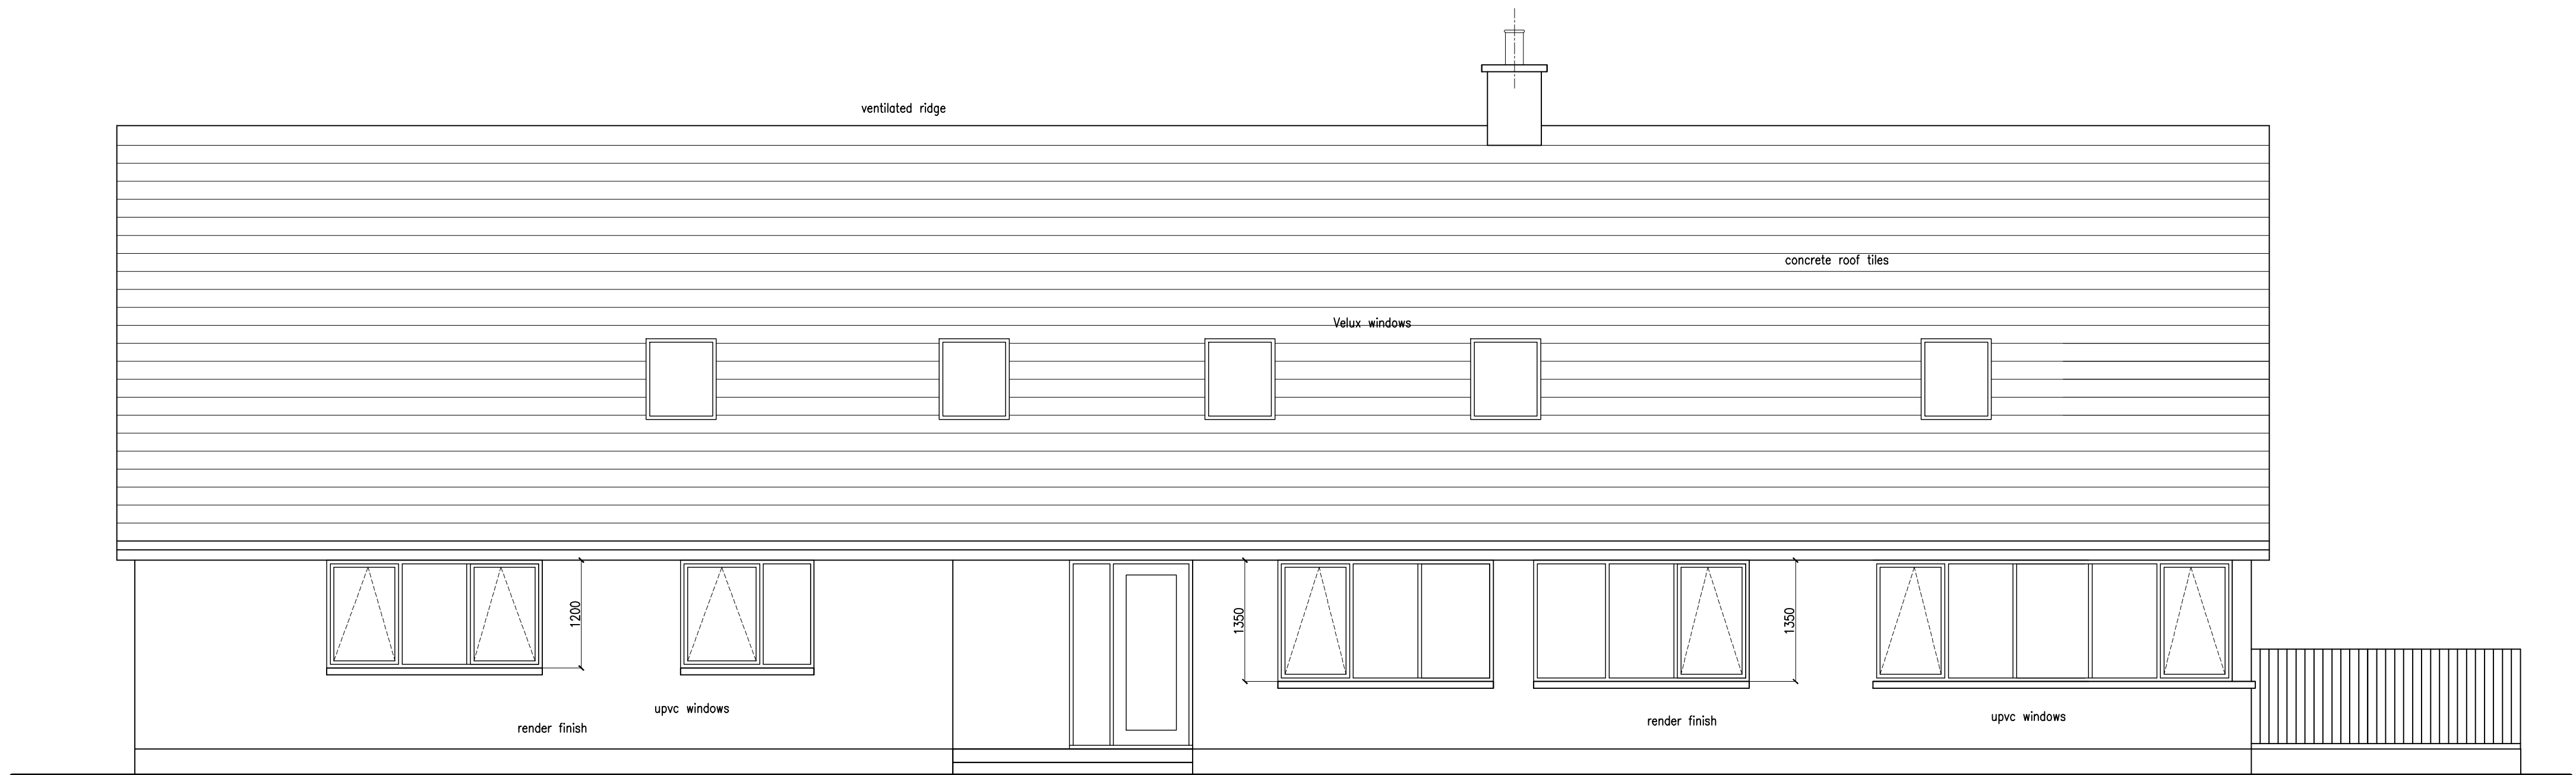 ventilated ridge
concrete roof tiles
Velux windows
1200
1350
1350
upvc windows
render finish
render finish
upvc windows